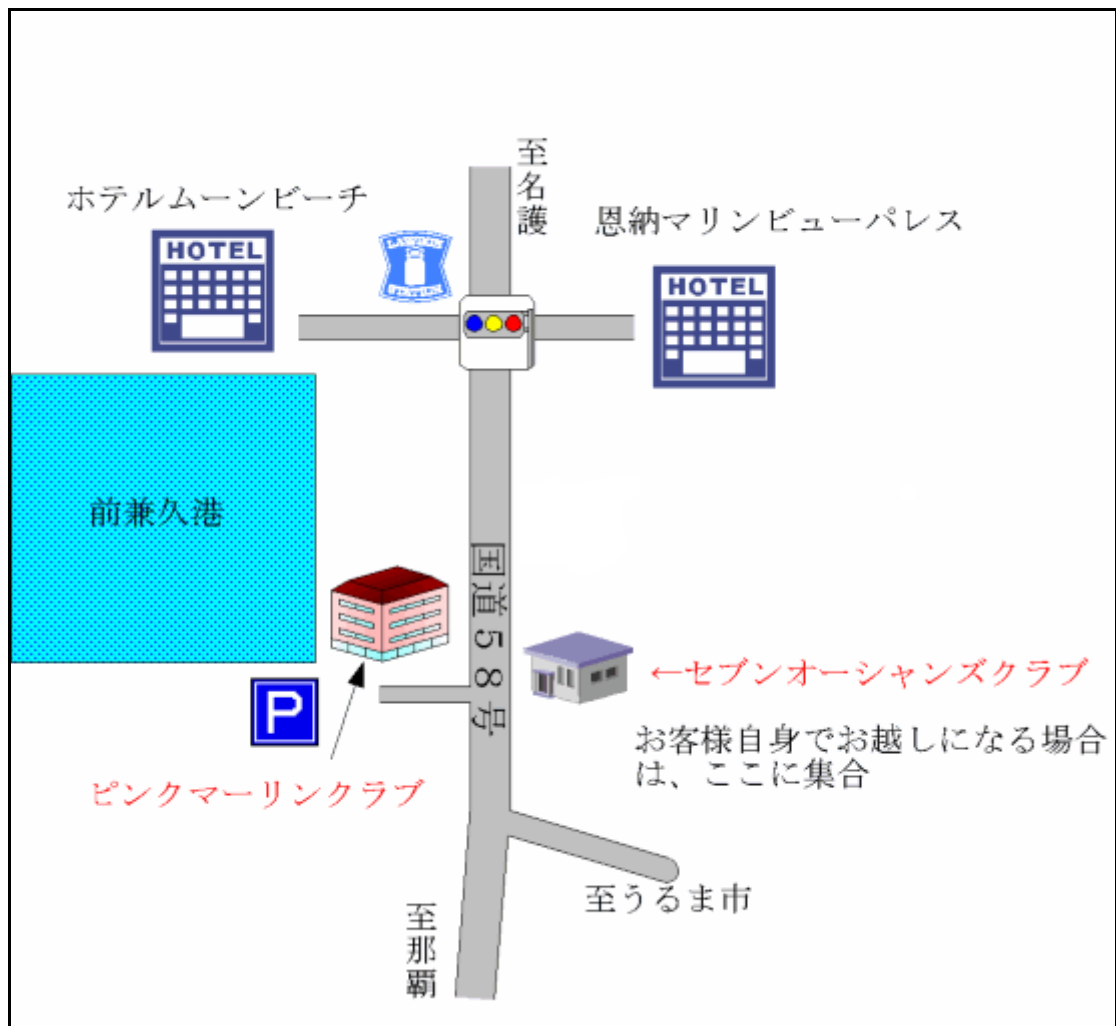 至名護
ホテルムーンビーチ
恩納マリンビューパレス
HOTEL
LAWSON
STATION
HOTEL
前兼久港
国道58号
←セブンオーシャンズクラブ
P
お客様自身でお越しになる場合
は、ここに集合
ピンクマーリンクラブ
至うるま市
至那覇